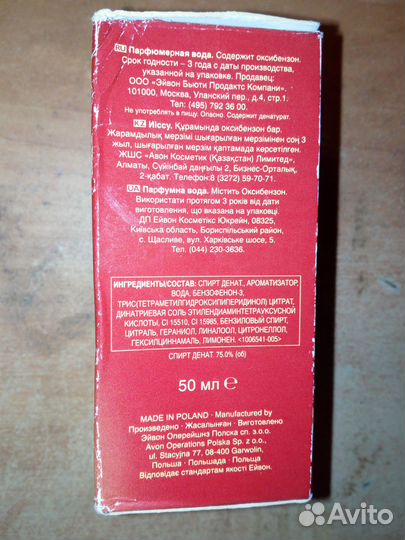 RU Парфюмерная вода. Содержит оксибензон.
Срок годности – 3 года с даты производства,
указанной на упаковке. Продавец:
ООО «Эйвон Бьюти Продактс Компани».
101000, Москва, Уланский пер., д.4, стр.1.
Тел.: (495) 792 36 00.
Не употреблять в пищу. Опасно. Содержит денатурат.
KZ Иіссу. Құрамында оксибензон бар.
Жарамдылық мерзімі шығарылған мерзімінен соң 3
жыл, шығарылған мерзім қаптамада көрсетілген.
ЖШС «Авон Косметик (Қазақстан) Лимитед»,
Алматы, Сүйінбай даңғылы 2, Бизнес-Орталық,
2-қабат. Телефон:8 (3272) 59-70-71.
UA Парфумна вода. Містить Оксибензон.
Використати протягом 3 років від дати
виготовлення, що вказана на упаковці.
ДП Ейвон Косметікс Юкрейн, 08325,
Київська область, Бориспільский район,
с. Щасливе, вул. Харківське шосе, 5.
Тел. (044) 230-3636.
ИНГРЕДИЕНТЫ/СОСТАВ: СПИРТ ДЕНАТ., АРОМАТИЗАТОР,
ВОДА, БЕНЗОФЕНОН-3,
ТРИС(ТЕТРАМЕТИЛГИДРОКСИПИПЕРИДИНОЛ) ЦИТРАТ,
ДИНАТРИЕВАЯ СОЛЬ ЭТИЛЕНДИАМИНТЕТРАУКСУСНОЙ
КИСЛОТЫ, CI 15510, CI 15985, БЕНЗИЛОВЫЙ СПИРТ,
ЦИТРАЛЬ, ГЕРАНИОЛ, ЛИНАЛООЛ, ЦИТРОНЕЛЛОЛ,
ГЕКСИЛЦИННАМАЛЬ, ЛИМОНЕН. <1006541-005>
СПИРТ ДЕНАТ. 75.0% (об)
50 мл ℮
MADE IN POLAND - Manufactured by
Произведено - Жасалынған - Виготовлено
Эйвон Оперейшнз Полска сп. з.о.о.
Avon Operations Polska Sp. z o.o.,
ul. Stacyjna 77, 08-400 Garwolin,
Польша - Польшада - Польща
Відповідає стандартам якості Ейвон.
Avito